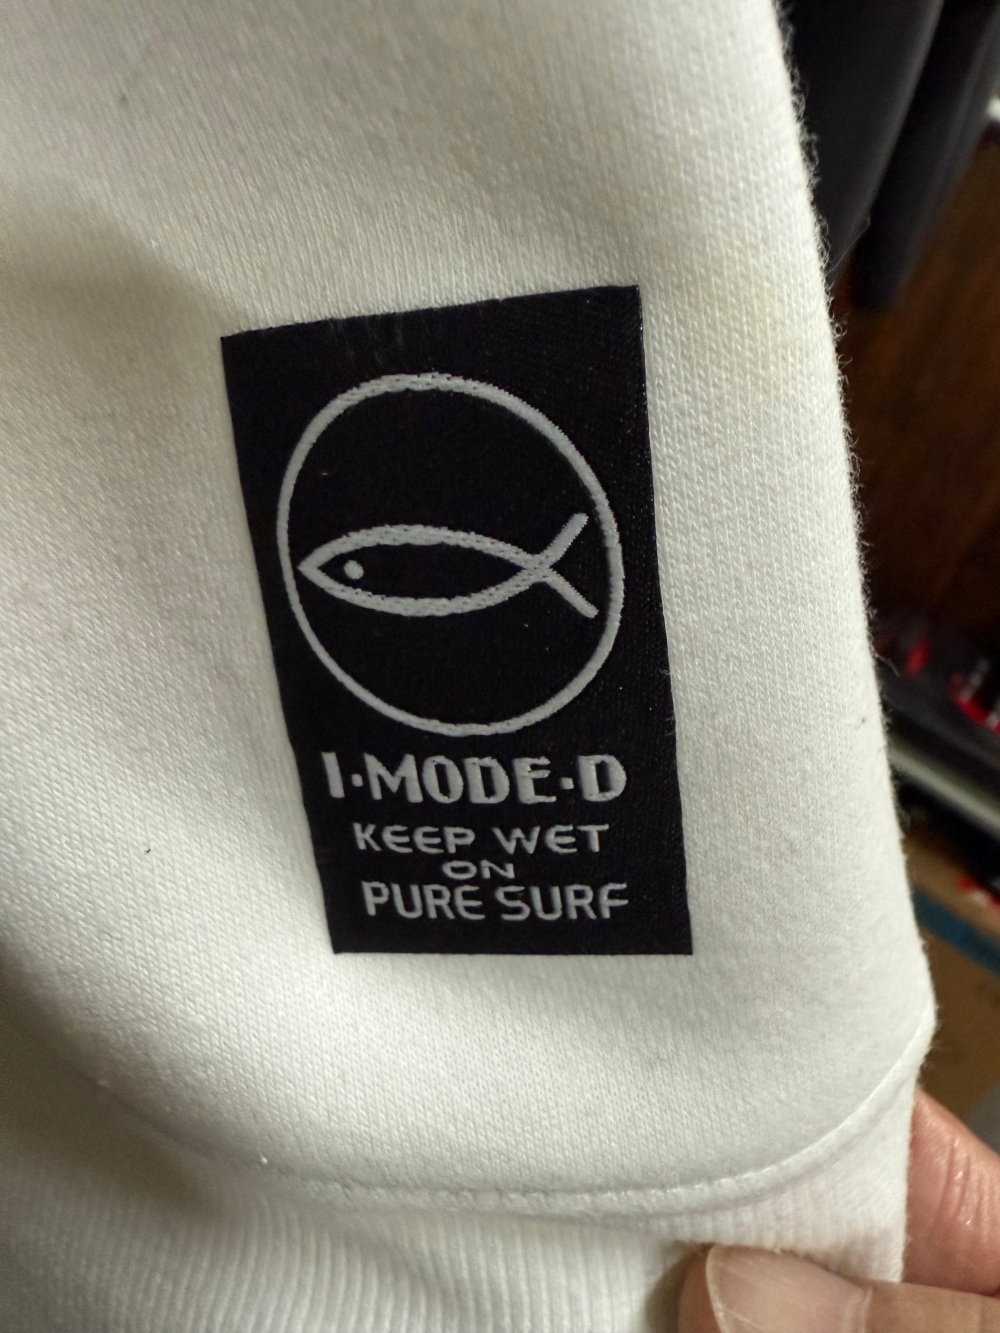 I·MODE·D
KEEP WET
ON
PURE SURF